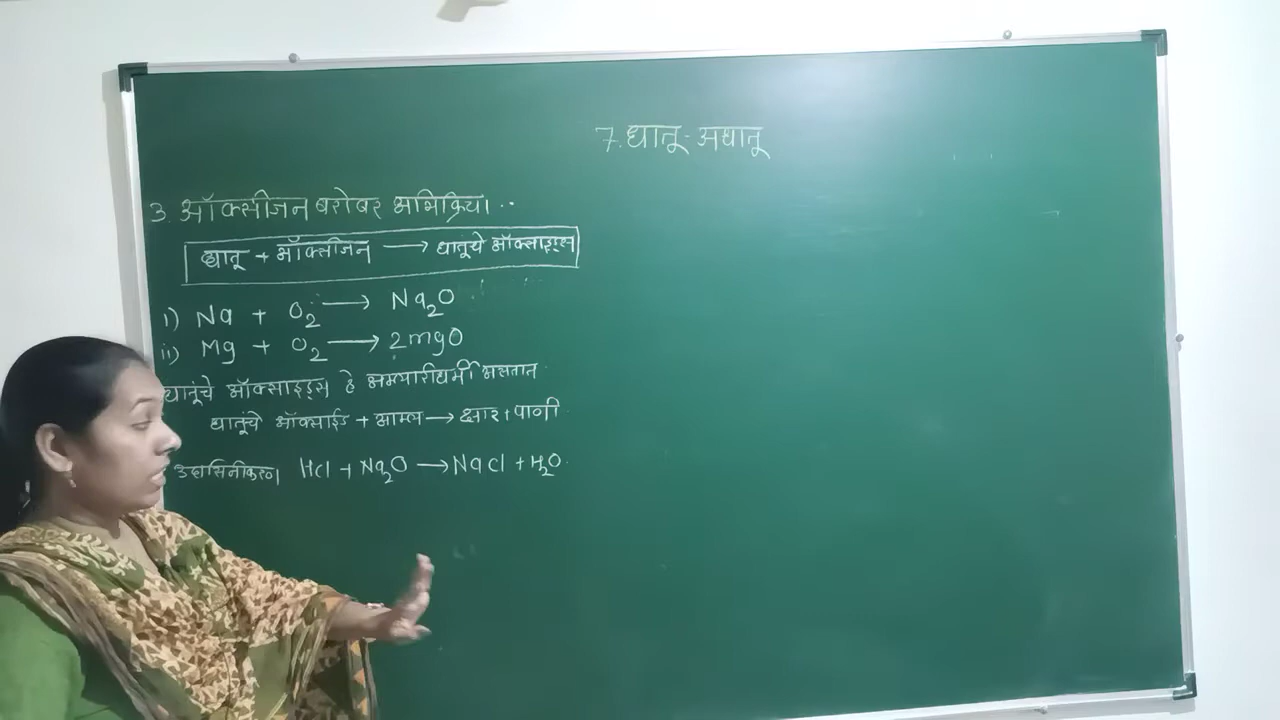 7. धातू - अधातू
3. ऑक्सीजन बरोबर अभिक्रिया..
धातू + ऑक्सीजन → धातूचे ऑक्साइड्स
i) Na + O₂ → Na₂O
ii) Mg + O₂ → 2mgO
धातूंचे ऑक्साइड्स हे आम्लारीधर्मी असतात.
धातूंचे ऑक्साईड + आम्ल → क्षार + पाणी
उदासिनीकरण HCl + Na₂O → NaCl + H₂O.